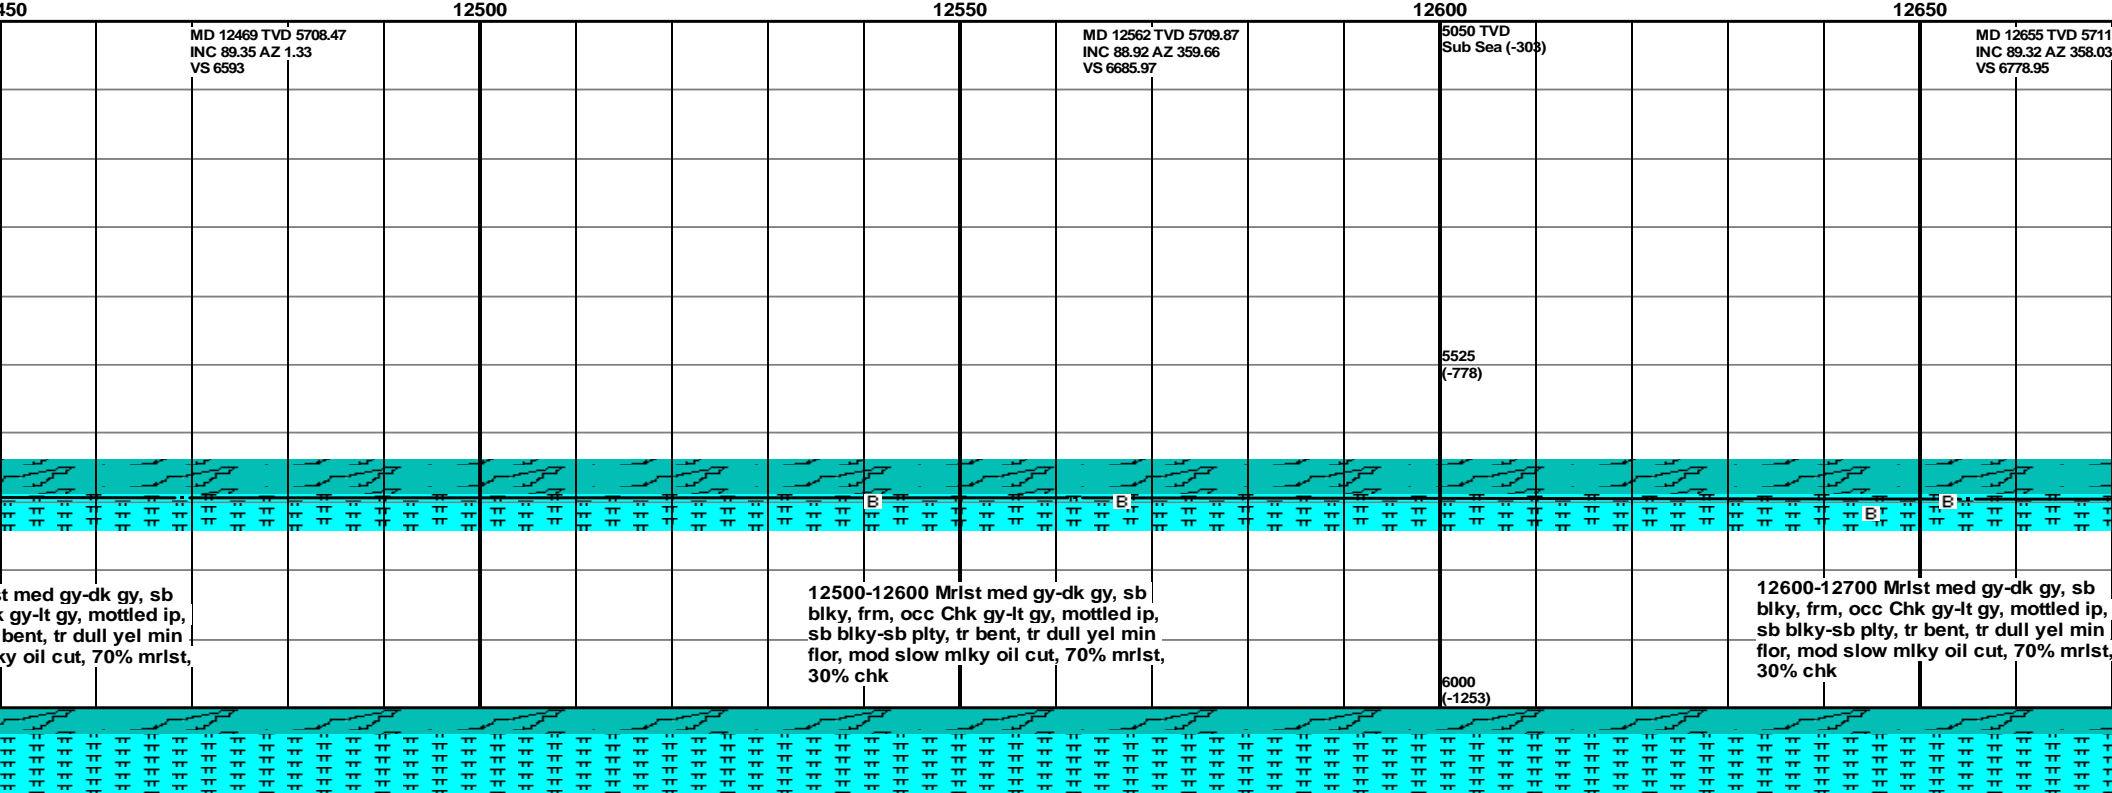 450 12500 12550 12600 12650
MD 12469 TVD 5708.47
INC 89.35 AZ 1.33
VS 6593
MD 12562 TVD 5709.87
INC 88.92 AZ 359.66
VS 6685.97
5050 TVD
Sub Sea (-303)
MD 12655 TVD 5711
INC 89.32 AZ 358.03
VS 6778.95
5525
(-778)
B
B
B
B
st med gy-dk gy, sb
k gy-lt gy, mottled ip,
bent, tr dull yel min
ky oil cut, 70% mrlst,
12500-12600 Mrlst med gy-dk gy, sb
blky, frm, occ Chk gy-lt gy, mottled ip,
sb blky-sb plty, tr bent, tr dull yel min
flor, mod slow mlky oil cut, 70% mrlst,
30% chk
12600-12700 Mrlst med gy-dk gy, sb
blky, frm, occ Chk gy-lt gy, mottled ip,
sb blky-sb plty, tr bent, tr dull yel min
flor, mod slow mlky oil cut, 70% mrlst,
30% chk
6000
(-1253)